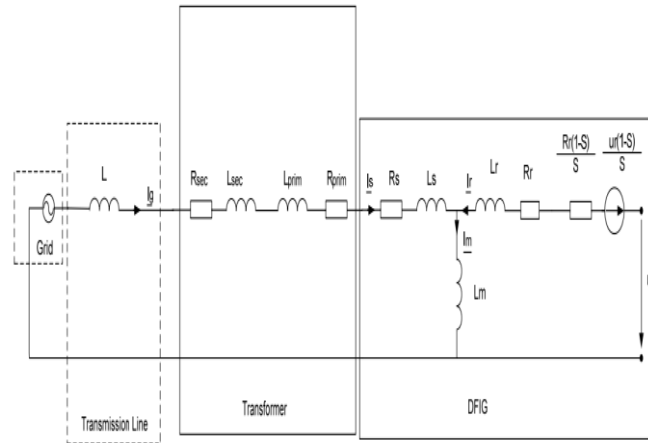 L
Ig
Grid
Transmission Line
Rsec
Lsec
Lprim
Rprim
Transformer
Is
Rs
Ls
Ir
Lr
Rr
Rr(1-S)
S
ur(1-S)
S
Im
Lm
DFIG